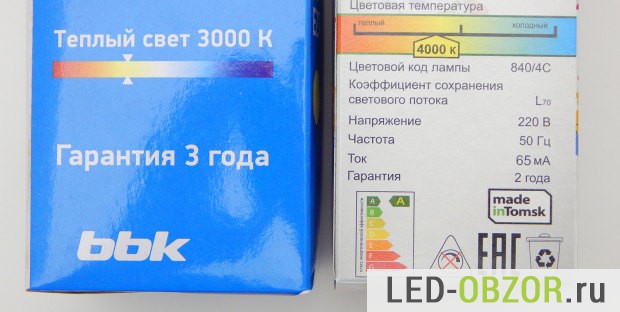 Теплый свет 3000 К
Гарантия 3 года
bbk
Цветовая температура
теплый
холодный
4000 К
Цветовой код лампы 840/4С
Коэффициент сохранения
светового потока L70
Напряжение 220 В
Частота 50 Гц
Ток 65 мА
Гарантия 2 года
A
A
B
C
D
E
F
G
made
inTomsk
EAC
LED-OBZOR.ru